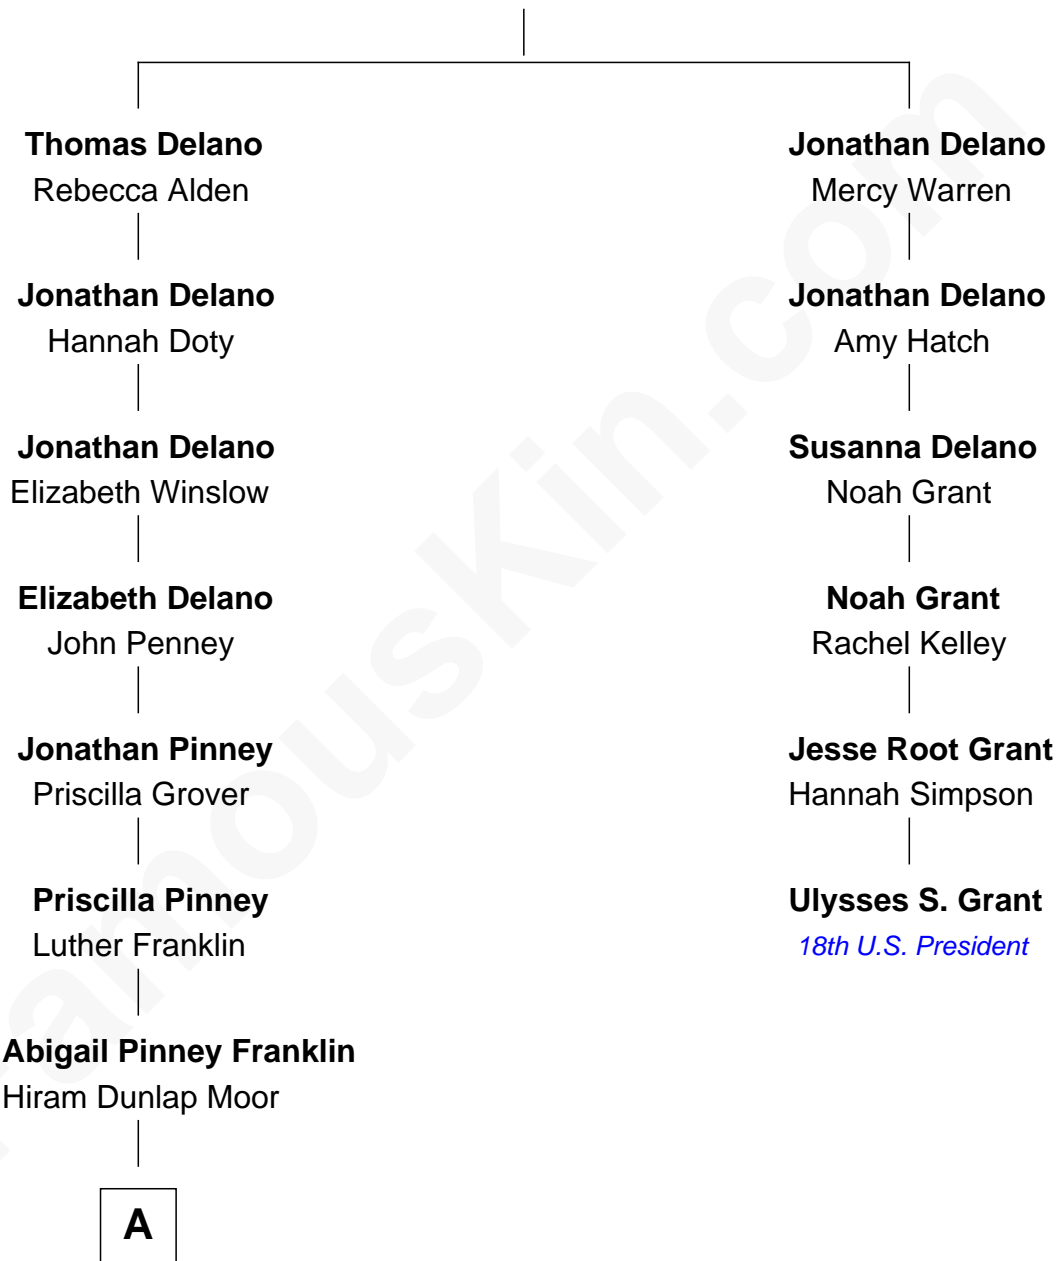 Thomas Delano
Rebecca Alden
Jonathan Delano
Mercy Warren
Jonathan Delano
Hannah Doty
Jonathan Delano
Amy Hatch
Jonathan Delano
Elizabeth Winslow
Susanna Delano
Noah Grant
Elizabeth Delano
John Penney
Noah Grant
Rachel Kelley
Jonathan Pinney
Priscilla Grover
Jesse Root Grant
Hannah Simpson
Priscilla Pinney
Luther Franklin
Ulysses S. Grant
18th U.S. President
Abigail Pinney Franklin
Hiram Dunlap Moor
A
FamousKin.com